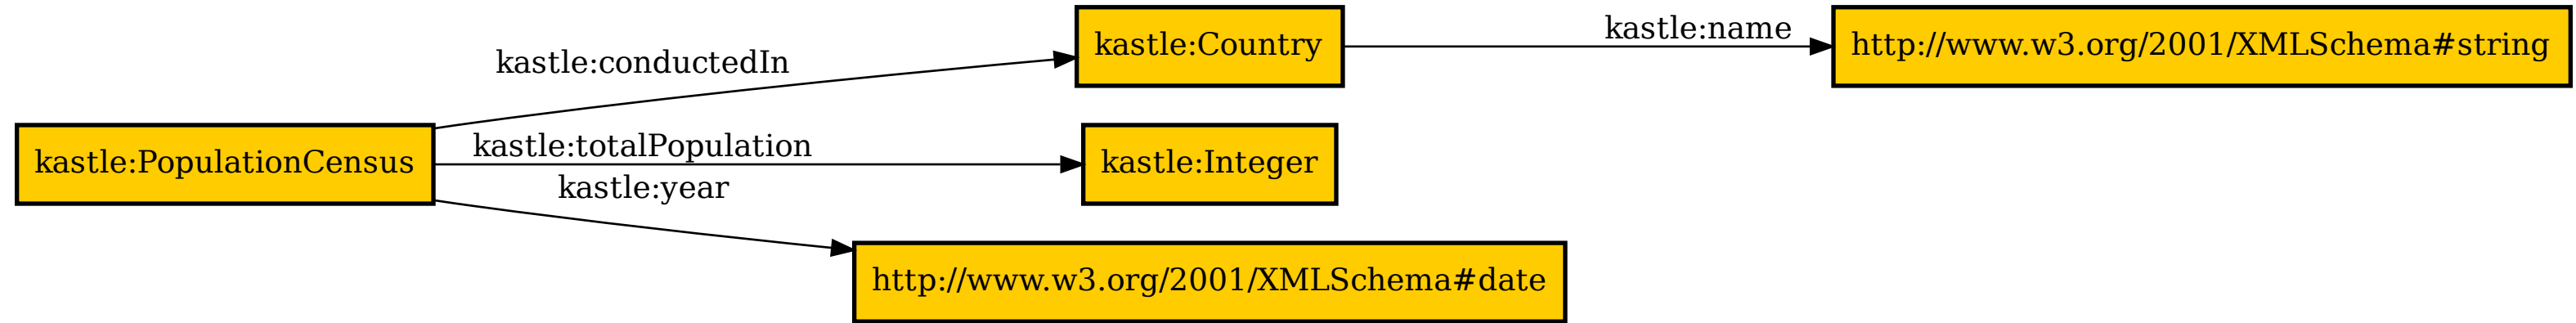 kastle:Country
kastle:name
http://www.w3.org/2001/XMLSchema#string
kastle:conductedIn
kastle:PopulationCensus
kastle:totalPopulation
kastle:Integer
kastle:year
http://www.w3.org/2001/XMLSchema#date